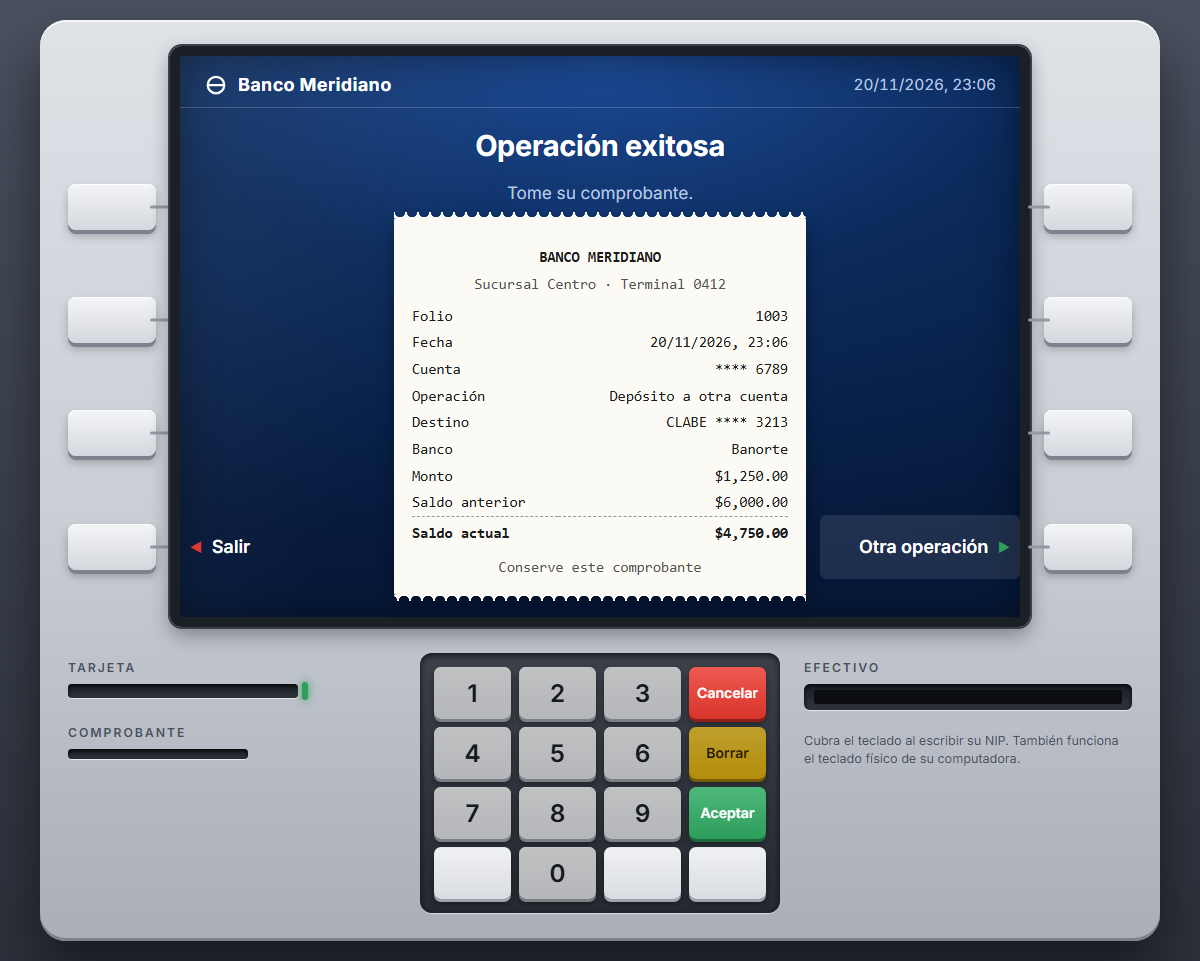 Banco Meridiano 20/11/2026, 23:06
Operación exitosa
Tome su comprobante.
BANCO MERIDIANO
Sucursal Centro · Terminal 0412
Folio 1003
Fecha 20/11/2026, 23:06
Cuenta **** 6789
Operación Depósito a otra cuenta
Destino CLABE **** 3213
Banco Banorte
Monto $1,250.00
Saldo anterior $6,000.00
Saldo actual $4,750.00
Conserve este comprobante
Salir
Otra operación
TARJETA
COMPROBANTE
1 2 3 Cancelar
4 5 6 Borrar
7 8 9 Aceptar
0
EFECTIVO
Cubra el teclado al escribir su NIP. También funciona
el teclado físico de su computadora.